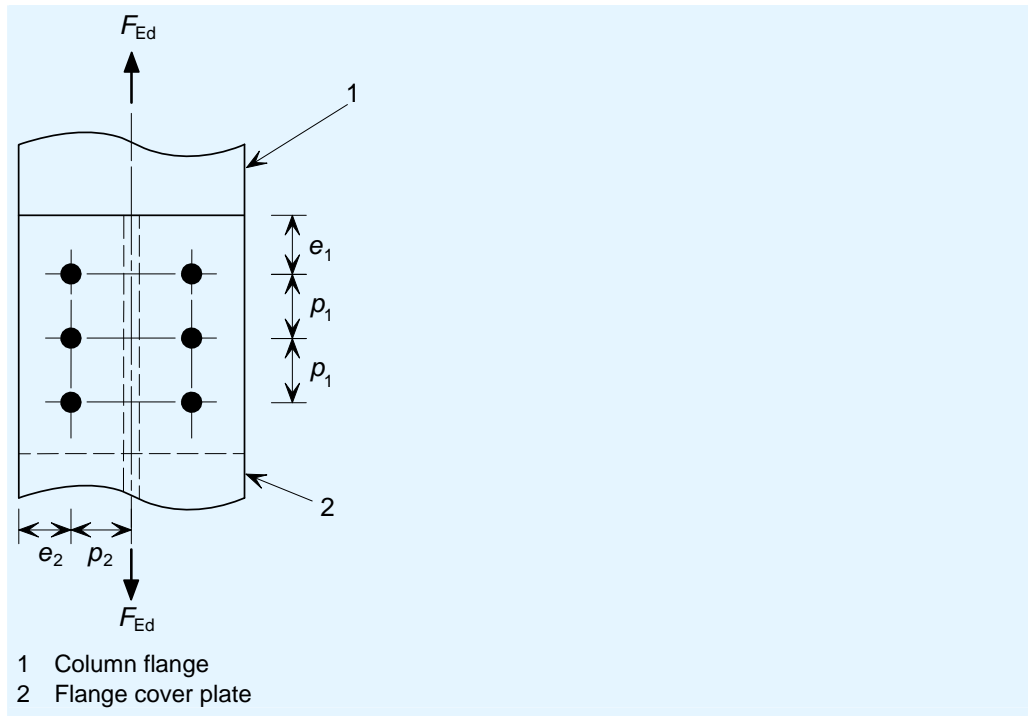 F_Ed
1
e_1
p_1
p_1
2
e_2 p_2
F_Ed
1 Column flange
2 Flange cover plate